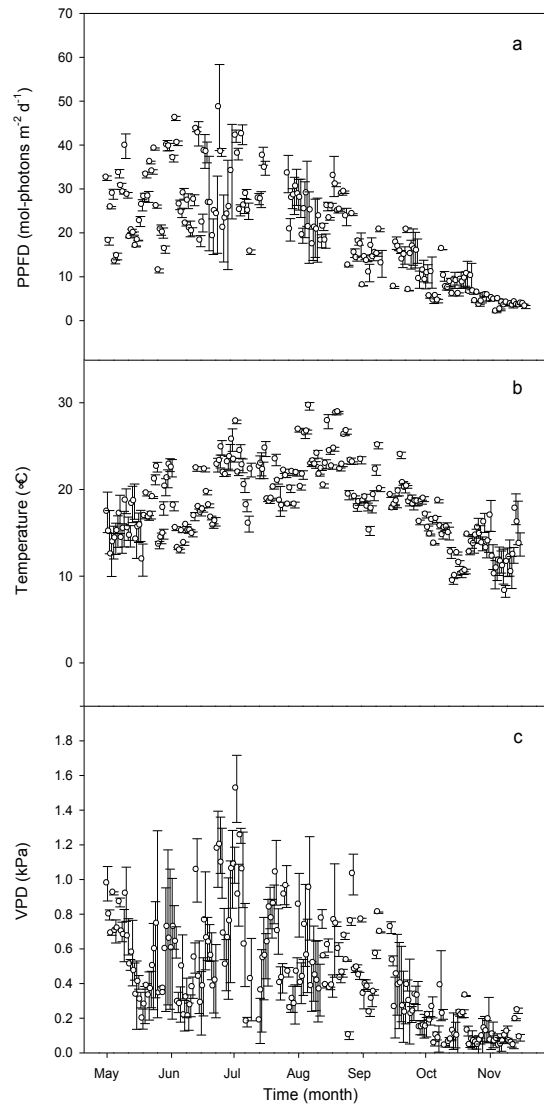 70
a
60
50
40
30
20
10
0
PPFD (mol-photons m⁻² d⁻¹)
b
30
20
10
0
Temperature (°C)
c
1.8
1.6
1.4
1.2
1.0
0.8
0.6
0.4
0.2
0.0
VPD (kPa)
May Jun Jul Aug Sep Oct Nov
Time (month)